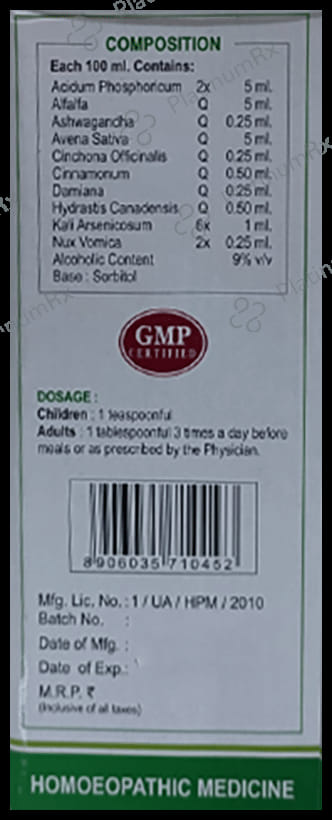 COMPOSITION
Each 100 ml. Contains:
Acidum Phosphoricum 2x 5 ml.
Alfalfa Q 5 ml.
Ashwagandha Q 0.25 ml.
Avena Sativa Q 5 ml.
Cinchona Officinalis Q 0.25 ml.
Cinnamonum Q 0.50 ml.
Damiana Q 0.25 ml.
Hydrastis Canadensis Q 0.50 ml.
Kali Arsenicosum 6x 1 ml.
Nux Vomica 2x 0.25 ml.
Alcoholic Content 9% v/v
Base : Sorbitol
GMP
CERTIFIED
DOSAGE :
Children : 1 teaspoonful
Adults : 1 tablespoonful 3 times a day before
meals or as prescribed by the Physician.
8906035710452
Mfg. Lic. No. : 1 / UA / HPM / 2010
Batch No. :
Date of Mfg. :
Date of Exp.:
M.R.P. ₹
(Inclusive of all taxes)
HOMOEOPATHIC MEDICINE
PlatinumRx